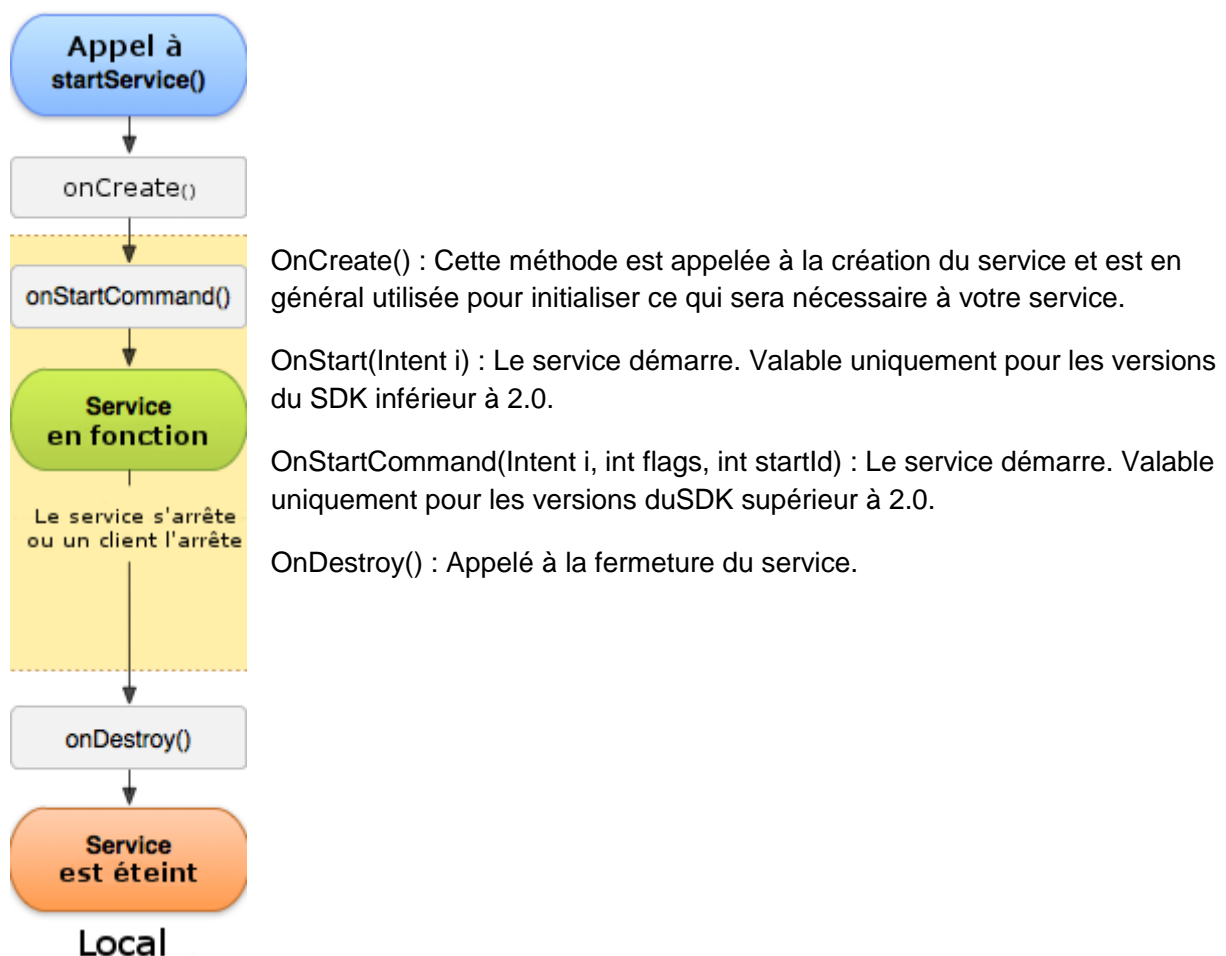 Appel à
startService()
onCreate()
onStartCommand()
Service
en fonction
Le service s'arrête
ou un client l'arrête
onDestroy()
Service
est éteint
Local
OnCreate() : Cette méthode est appelée à la création du service et est en
général utilisée pour initialiser ce qui sera nécessaire à votre service.
OnStart(Intent i) : Le service démarre. Valable uniquement pour les versions
du SDK inférieur à 2.0.
OnStartCommand(Intent i, int flags, int startId) : Le service démarre. Valable
uniquement pour les versions duSDK supérieur à 2.0.
OnDestroy() : Appelé à la fermeture du service.